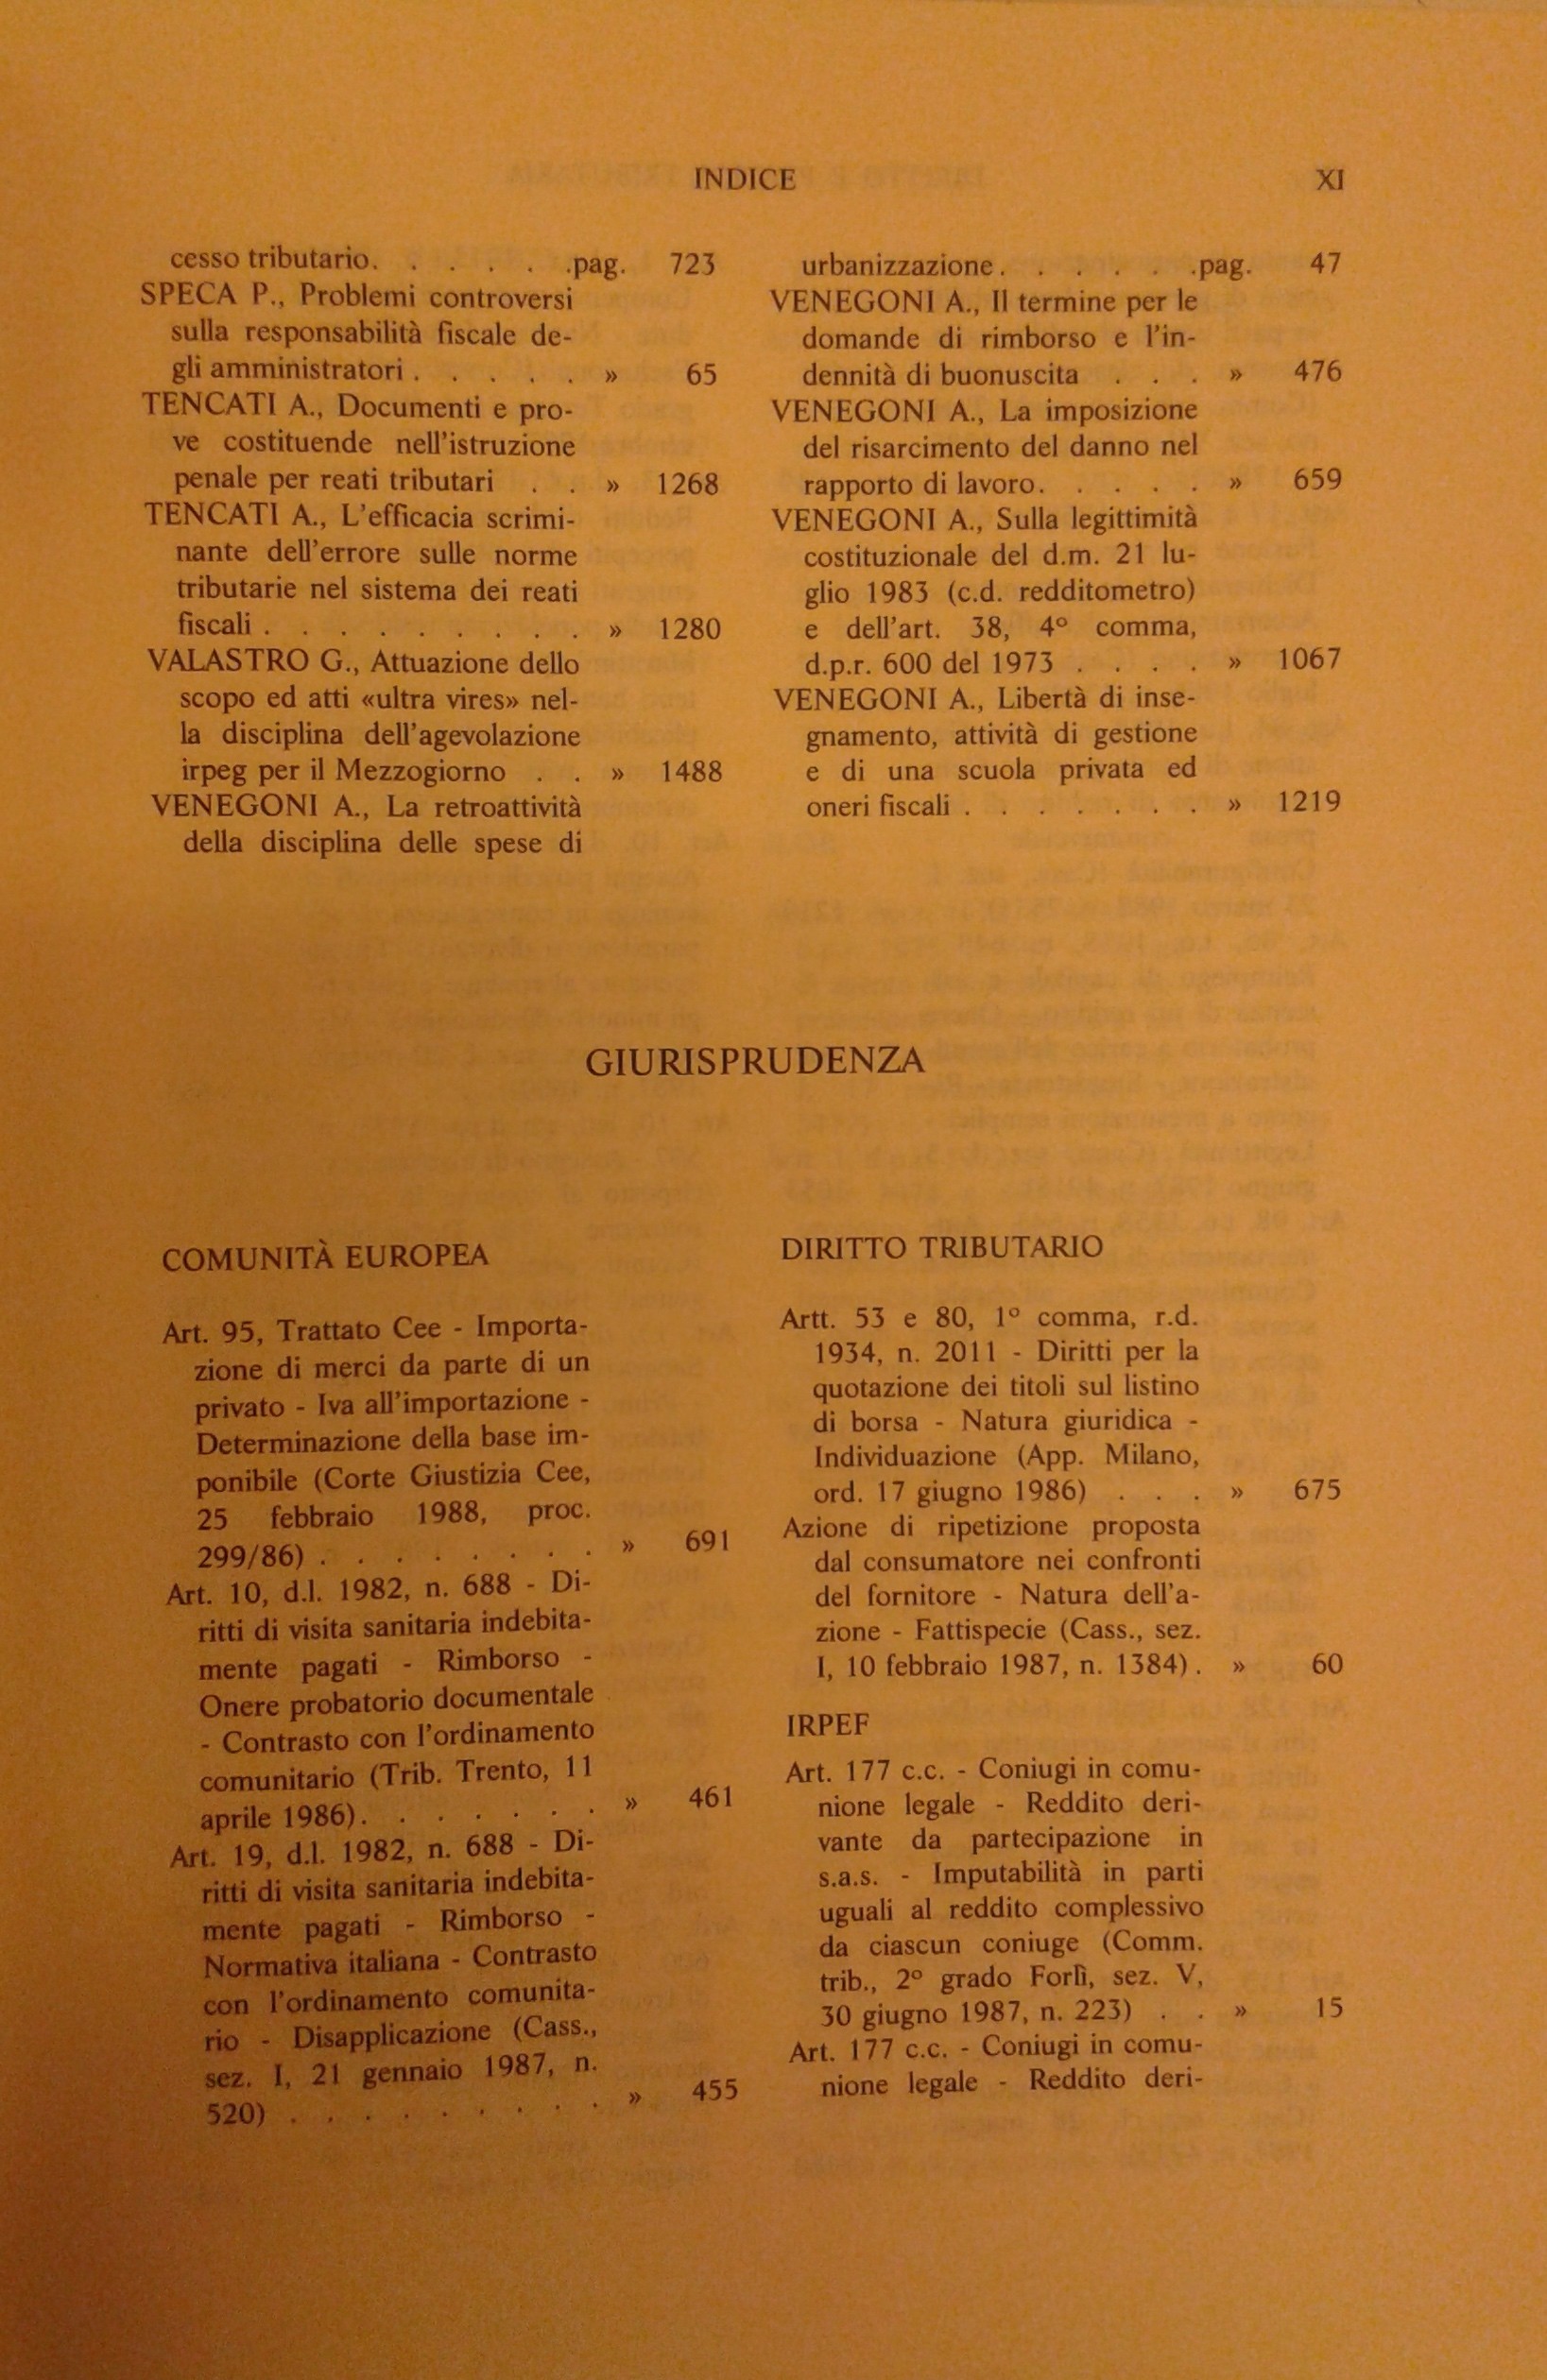 INDICE
XI
cesso tributario. . . . . .pag. 723
SPECA P., Problemi controversi
sulla responsabilità fiscale de-
gli amministratori . . . . . » 65
TENCATI A., Documenti e pro-
ve costituende nell'istruzione
penale per reati tributari . . » 1268
TENCATI A., L'efficacia scrimi-
nante dell'errore sulle norme
tributarie nel sistema dei reati
fiscali . . . . . . . . . » 1280
VALASTRO G., Attuazione dello
scopo ed atti «ultra vires» nel-
la disciplina dell'agevolazione
irpeg per il Mezzogiorno . . » 1488
VENEGONI A., La retroattività
della disciplina delle spese di
urbanizzazione . . . . . .pag. 47
VENEGONI A., Il termine per le
domande di rimborso e l'in-
dennità di buonuscita . . . » 476
VENEGONI A., La imposizione
del risarcimento del danno nel
rapporto di lavoro. . . . . » 659
VENEGONI A., Sulla legittimità
costituzionale del d.m. 21 lu-
glio 1983 (c.d. redditometro)
e dell'art. 38, 4º comma,
d.p.r. 600 del 1973 . . . . » 1067
VENEGONI A., Libertà di inse-
gnamento, attività di gestione
e di una scuola privata ed
oneri fiscali . . . . . . . » 1219
GIURISPRUDENZA
COMUNITÀ EUROPEA
Art. 95, Trattato Cee - Importa-
zione di merci da parte di un
privato - Iva all'importazione -
Determinazione della base im-
ponibile (Corte Giustizia Cee,
25 febbraio 1988, proc.
299/86) . . . . . . . . » 691
Art. 10, d.l. 1982, n. 688 - Di-
ritti di visita sanitaria indebita-
mente pagati - Rimborso -
Onere probatorio documentale
- Contrasto con l'ordinamento
comunitario (Trib. Trento, 11
aprile 1986). . . . . . . » 461
Art. 19, d.l. 1982, n. 688 - Di-
ritti di visita sanitaria indebita-
mente pagati - Rimborso -
Normativa italiana - Contrasto
con l'ordinamento comunita-
rio - Disapplicazione (Cass.,
sez. I, 21 gennaio 1987, n.
520) . . . . . . . . . » 455
DIRITTO TRIBUTARIO
Artt. 53 e 80, 1º comma, r.d.
1934, n. 2011 - Diritti per la
quotazione dei titoli sul listino
di borsa - Natura giuridica -
Individuazione (App. Milano,
ord. 17 giugno 1986) . . . » 675
Azione di ripetizione proposta
dal consumatore nei confronti
del fornitore - Natura dell'a-
zione - Fattispecie (Cass., sez.
I, 10 febbraio 1987, n. 1384) . » 60
IRPEF
Art. 177 c.c. - Coniugi in comu-
nione legale - Reddito deri-
vante da partecipazione in
s.a.s. - Imputabilità in parti
uguali al reddito complessivo
da ciascun coniuge (Comm.
trib., 2º grado Forlì, sez. V,
30 giugno 1987, n. 223) . . » 15
Art. 177 c.c. - Coniugi in comu-
nione legale - Reddito deri-